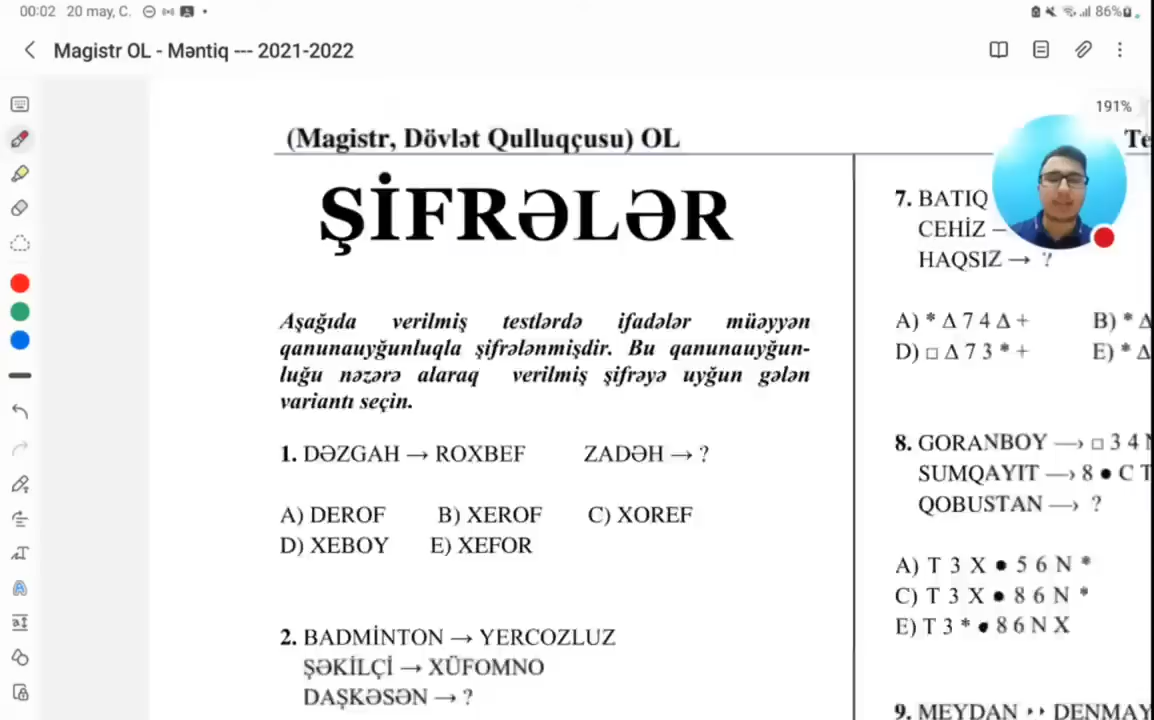 00:02 20 may, C.
86%
Magistr OL - Məntiq --- 2021-2022
191%
(Magistr, Dövlət Qulluqçusu) OL
ŞİFRƏLƏR
Aşağıda verilmiş testlərdə ifadələr müəyyən
qanunauyğunluqla şifrələnmişdir. Bu qanunauyğun-
luğu nəzərə alaraq verilmiş şifrəyə uyğun gələn
variantı seçin.
1. DƏZGAH → ROXBEF ZADƏH → ?
A) DEROF B) XEROF C) XOREF
D) XEBOY E) XEFOR
2. BADMİNTON → YERCOZLUZ
ŞƏKİLÇİ → XÜFOMNO
DAŞKƏSƏN → ?
7. BATIQ
CEHİZ –
HAQSIZ → ?
A) * Δ 7 4 Δ + B) * Δ
D) □ Δ 7 3 * + E) * Δ
8. GORANBOY —› □ 3 4 N
SUMQAYIT —› 8 ● C T
QOBUSTAN —› ?
A) T 3 X ● 5 6 N *
C) T 3 X ● 8 6 N *
E) T 3 * ● 8 6 N X
9. MEYDAN ·· DENMAY